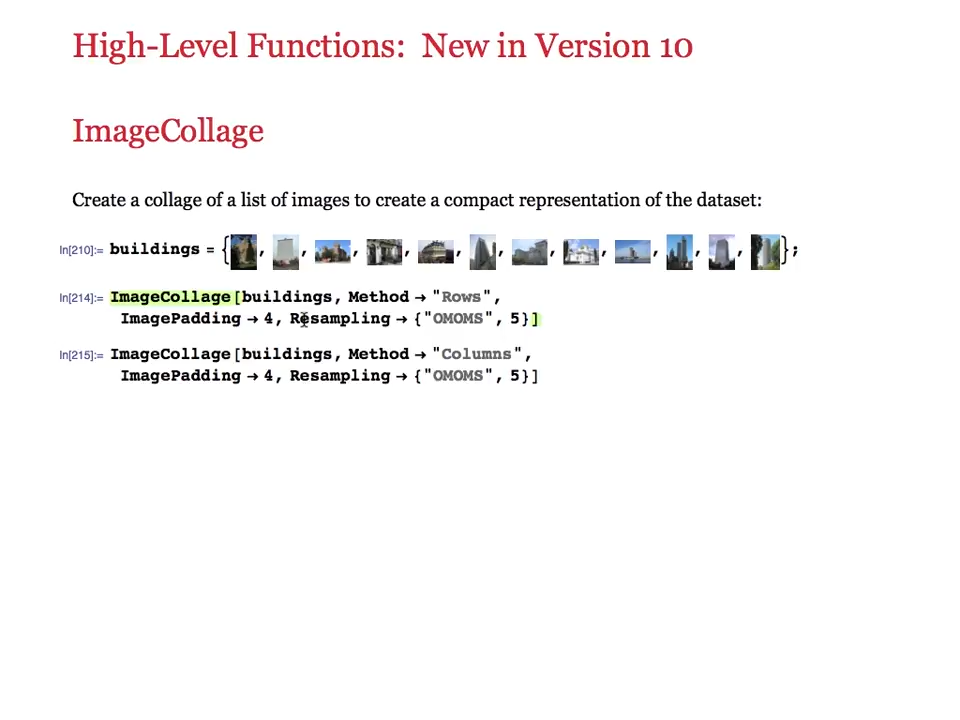 High-Level Functions: New in Version 10
ImageCollage
Create a collage of a list of images to create a compact representation of the dataset:
In[210]:= buildings = {, , , , , , , , , , , };
In[214]:= ImageCollage[buildings, Method → "Rows",
ImagePadding → 4, Resampling → {"OMOMS", 5}]
In[215]:= ImageCollage[buildings, Method → "Columns",
ImagePadding → 4, Resampling → {"OMOMS", 5}]